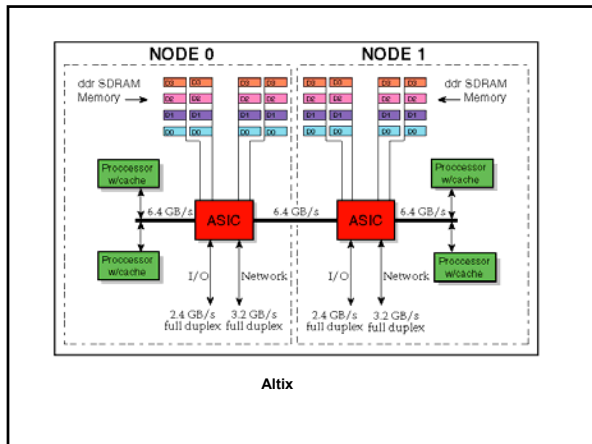 NODE 0 NODE 1
ddr SDRAM
Memory
D3 D3 D3 D3 D3 D3 D3 D3
D2 D2 D2 D2 D2 D2 D2 D2
D1 D1 D1 D1 D1 D1 D1 D1
D0 D0 D0 D0 D0 D0 D0 D0
ddr SDRAM
Memory
Proccessor
w/cache
Proccessor
w/cache
6.4 GB/s ASIC 6.4 GB/s ASIC 6.4 GB/s
Proccessor
w/cache
Proccessor
w/cache
I/O Network I/O Network
2.4 GB/s 3.2 GB/s 2.4 GB/s 3.2 GB/s
full duplex full duplex full duplex full duplex
Altix